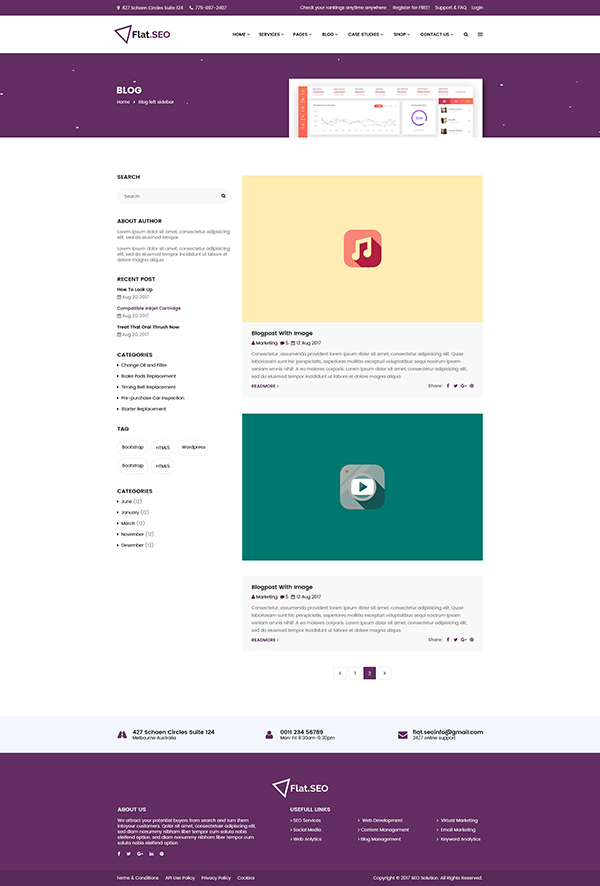 427 Schoen Circles Suite 124 779-897-2407 Check your rankings anytime anywhere Register for FREE! Support & FAQ Login
Flat.SEO
HOME SERVICES PAGES BLOG CASE STUDIES SHOP CONTACT US
BLOG
Home Blog left sidebar
SEARCH
Search
ABOUT AUTHOR
Lorem ipsum dolor sit amet, consectetur adipisicing
elit, sed do eiusmod tempor
Lorem ipsum dolor sit amet, consectetur adipisicing
elit, sed do eiusmod tempor incididunt ut labore et
dolore magna aliqua.
RECENT POST
How To Look Up
Aug 20, 2017
Compatible Inkjet Cartridge
Aug 20, 2017
Treat That Oral Thrush Now
Aug 20, 2017
CATEGORIES
Change Oil and Filter
Brake Pads Replacement
Timing Belt Replacement
Pre-purchase Car Inspection
Starter Replacement
TAG
Bootstrap HTML5 Wordpress
Bootstrap HTML5
CATEGORIES
June (12)
January (12)
March (12)
November (12)
Desember (12)
Blogpost With Image
Marketing 5 12 Aug 2017
Consectetur, assumenda provident lorem ipsum dolor sit amet, consectetur adipisicing elit. Quae
laboriosam sunt hic perspiciatis, asperiores mollitia excepturi voluptatibus sequi nostrum ipsam
veniam omnis nihil! A ea maiores corporis. Lorem ipsum dolor sit amet, consectetur adipisicing elit,
sed do eiusmod tempor incididunt ut labore et dolore magna aliqua
READMORE Share:
Blogpost With Image
Marketing 5 12 Aug 2017
Consectetur, assumenda provident lorem ipsum dolor sit amet, consectetur adipisicing elit. Quae
laboriosam sunt hic perspiciatis, asperiores mollitia excepturi voluptatibus sequi nostrum ipsam
veniam omnis nihil! A ea maiores corporis. Lorem ipsum dolor sit amet, consectetur adipisicing elit,
sed do eiusmod tempor incididunt ut labore et dolore magna aliqua
READMORE Share:
1 2
427 Schoen Circles Suite 124
Melbourne Australia
0011 234 56789
Mon-Fri 8:30am-6:30pm
flat.seoinfo@gmail.com
24/7 online support
Flat.SEO
ABOUT US
We attract your potential buyers from search and turn them
intoyour customers. Dolor sit amet, consectetuer adipiscing elit,
sed diam nonummy nibham liber tempor cum soluta nobis
eleifend option. sed diam nonummy nibham liber tempor
cum soluta nobis eleifend option.
USEFULL LINKS
SEO Services Web Development Virtual Marketing
Social Media Content Management Email Marketing
Web Anlytics Blog Management Keyword Analytics
Terms & Conditions API Use Policy Privacy Policy Cookies Copyright © 2017 SEO Solution. All Rights Reserved.